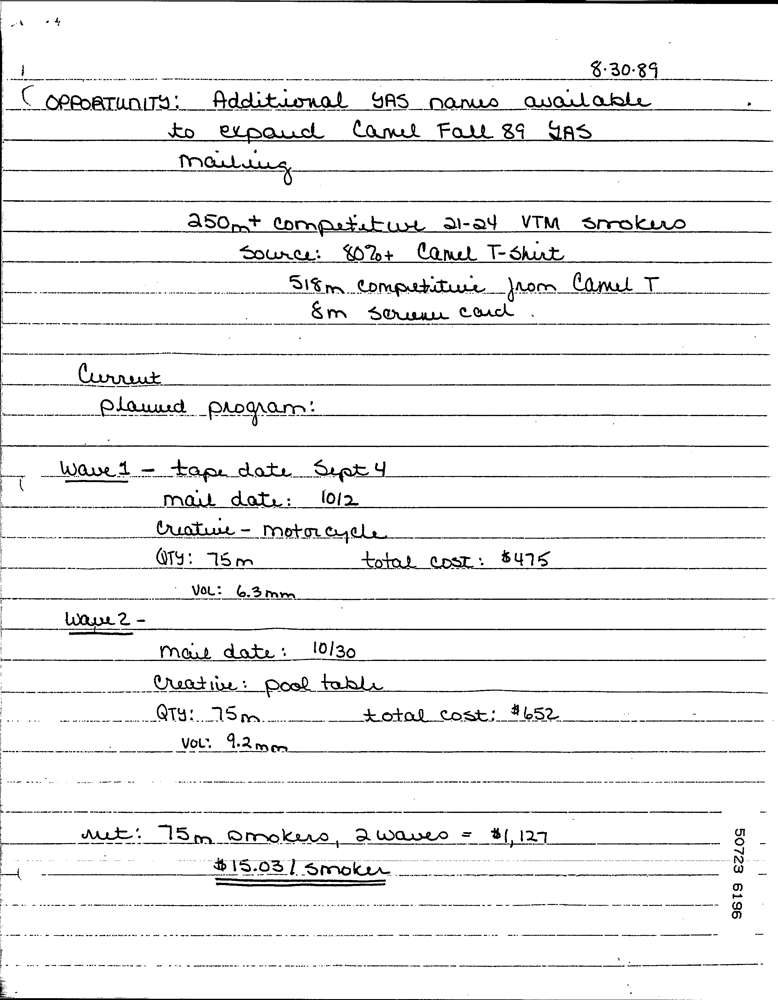 8·30·89
OPPORTUNITY: Additional YAS names available
to expand Camel Fall 89 YAS
mailing
250m+ competitive 21-24 VTM smokers
Source: 80%+ Camel T-Shirt
518m competitive from Camel T
8m screener card.
Current
planned program:
Wave 1 - tape date Sept 4
mail date: 10/2
Creative - motorcycle
QTY: 75m total cost: $475
VOL: 6.3mm
Wave 2 -
mail date: 10/30
Creative: pool table
QTY: 75m total cost: $652
VOL: 9.2mm
net: 75m smokers, 2 waves = $1,127
$15.03/smoker
50723 6196